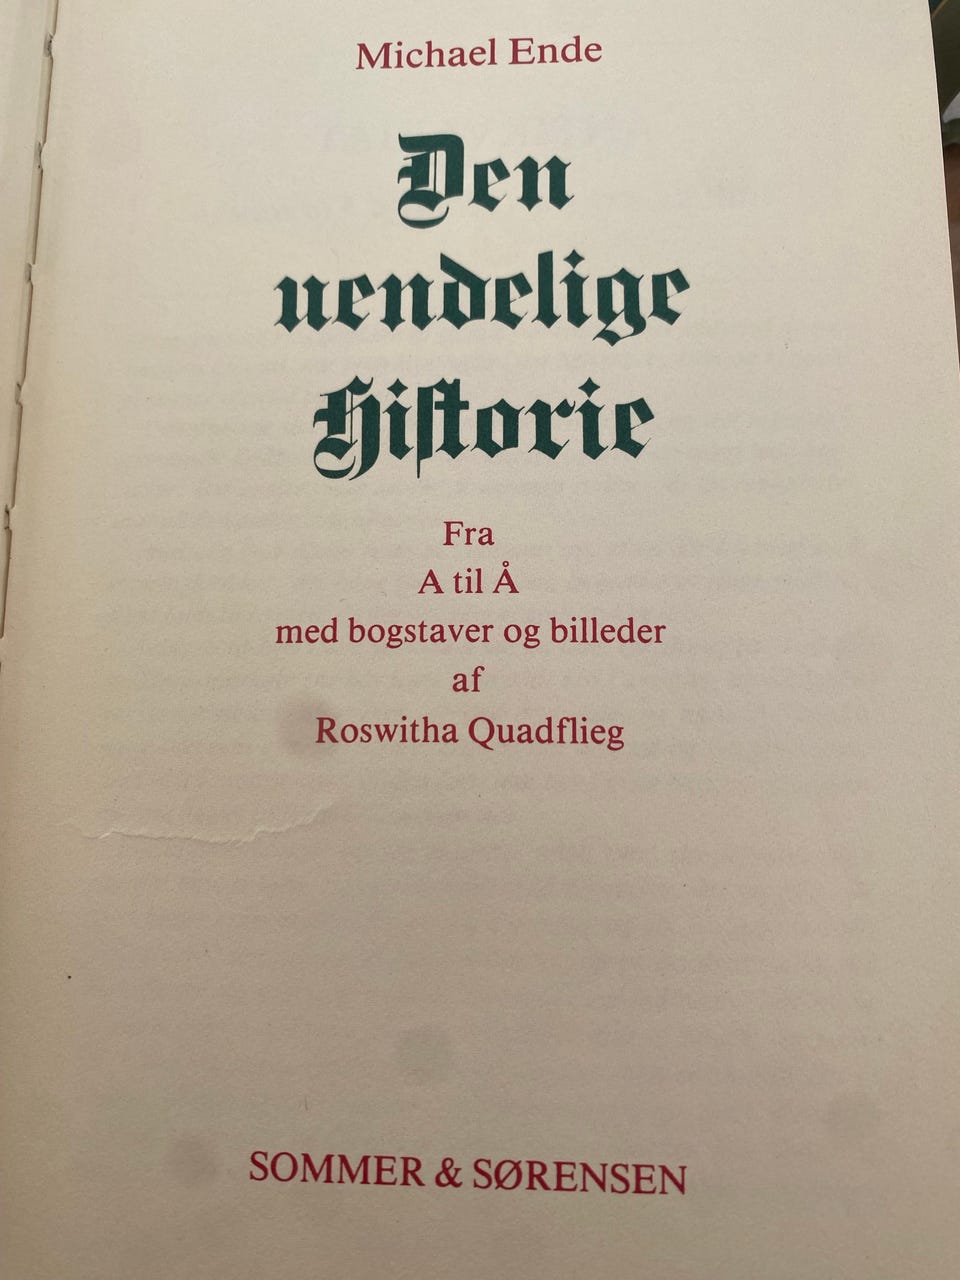 Michael Ende
Den
uendelige
Hiſtorie
Fra
A til Å
med bogstaver og billeder
af
Roswitha Quadflieg
SOMMER & SØRENSEN